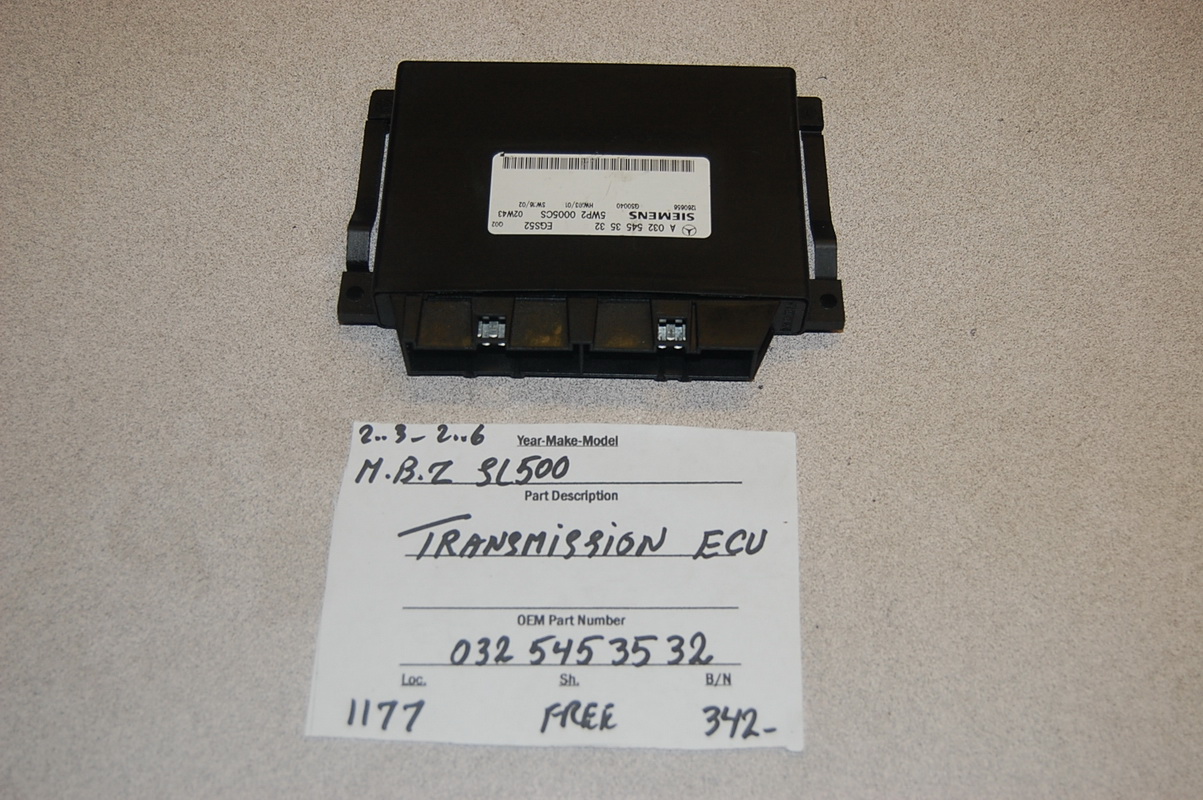 A 032 545 35 32 EGS52 Q02
SIEMENS 5WP2 0005CS 02W43
GS0040 HW:03/01 SW:16/02
2..3-2..6 Year-Make-Model
M.B.Z SL500
Part Description
TRANSMISSION ECU
OEM Part Number
032 545 35 32
Loc. Sh. B/N
1177 FREE 342-